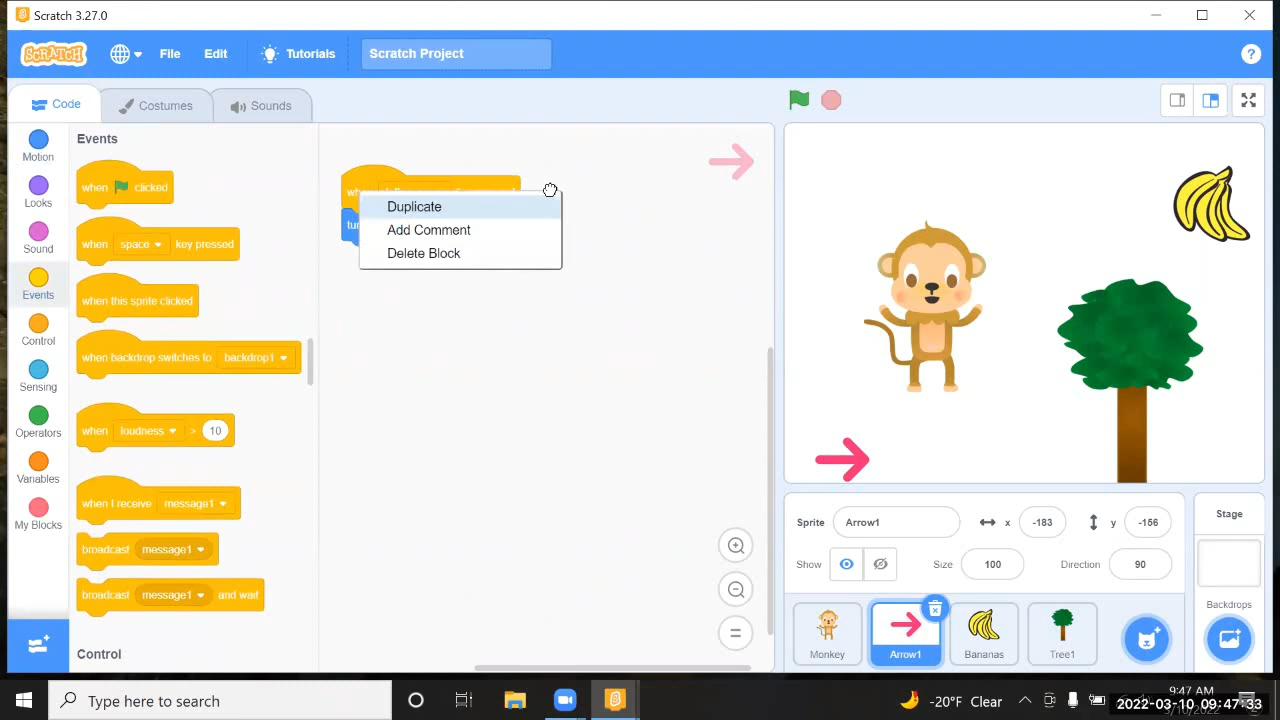 Scratch 3.27.0
SCRATCH
File
Edit
Tutorials
Scratch Project
?
Code
Costumes
Sounds
Motion
Looks
Sound
Events
Control
Sensing
Operators
Variables
My Blocks
Events
when clicked
when space key pressed
when this sprite clicked
when backdrop switches to backdrop1
when loudness > 10
when I receive message1
broadcast message1
broadcast message1 and wait
Control
Duplicate
Add Comment
Delete Block
Sprite Arrow1 x -183 y -156
Show Size 100 Direction 90
Monkey
Arrow1
Bananas
Tree1
Stage
Backdrops
Type here to search
-20°F Clear
9:47 AM
2022-03-10 09:47:33